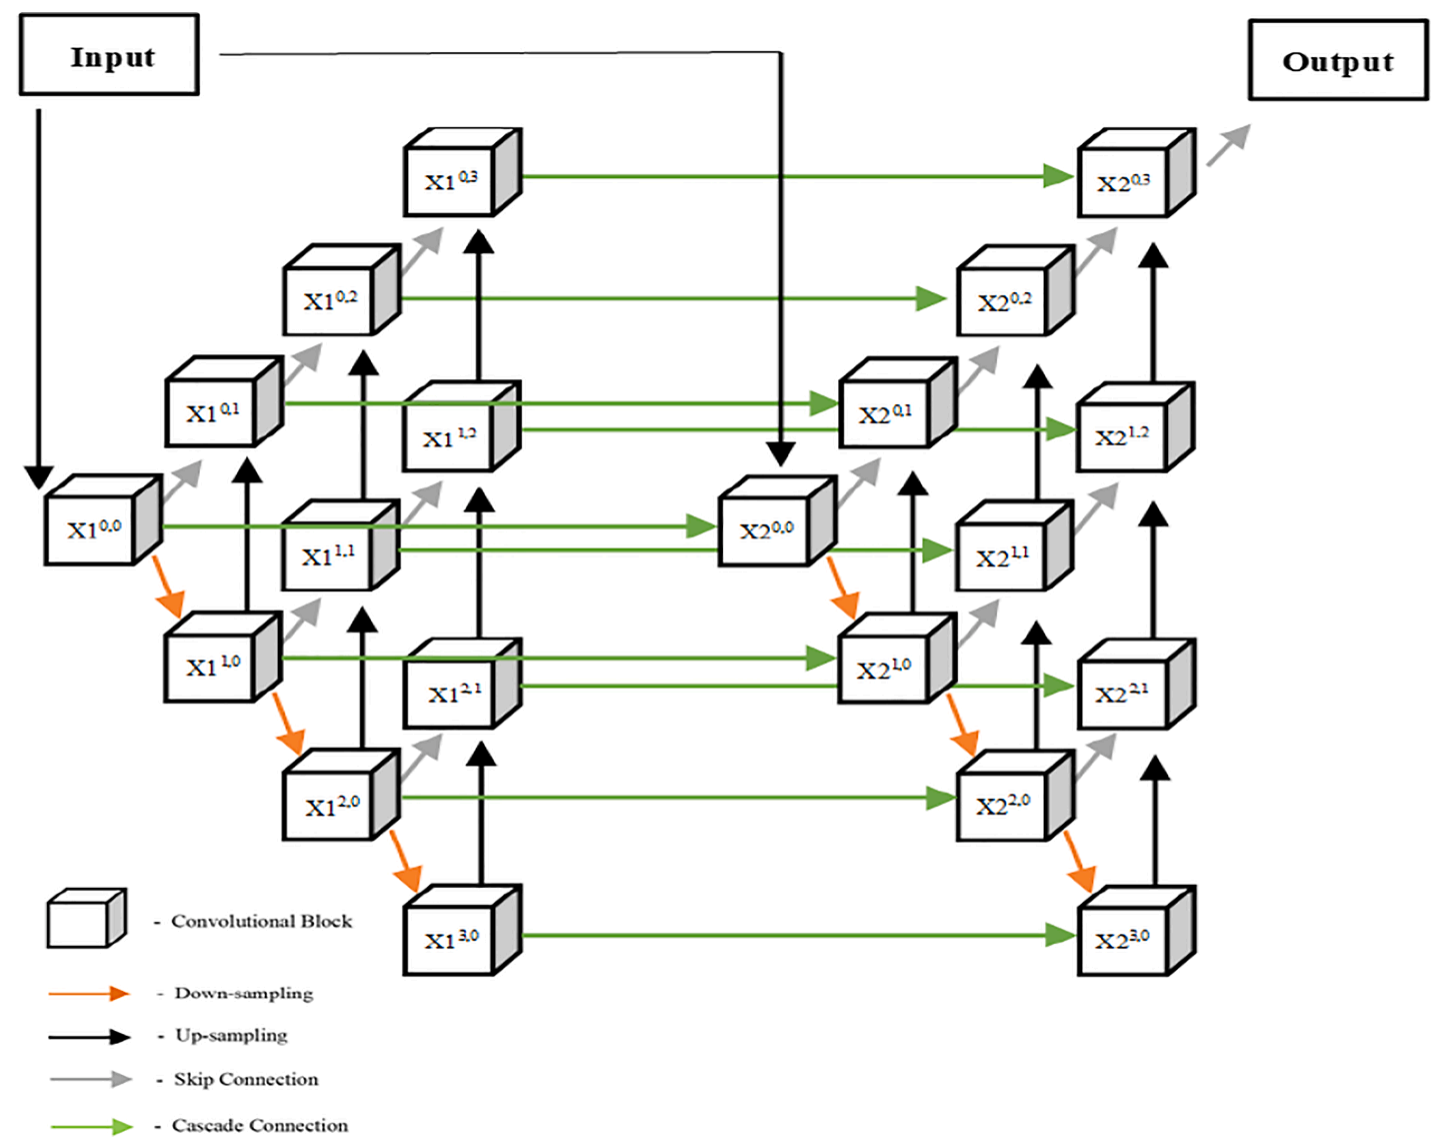 Input
Output
X1^0,3
X2^0,3
X1^0,2
X2^0,2
X1^0,1
X2^0,1
X1^1,2
X2^1,2
X1^0,0
X2^0,0
X1^1,1
X2^1,1
X1^1,0
X2^1,0
X1^2,1
X2^2,1
X1^2,0
X2^2,0
X1^3,0
X2^3,0
- Convolutional Block
- Down-sampling
- Up-sampling
- Skip Connection
- Cascade Connection